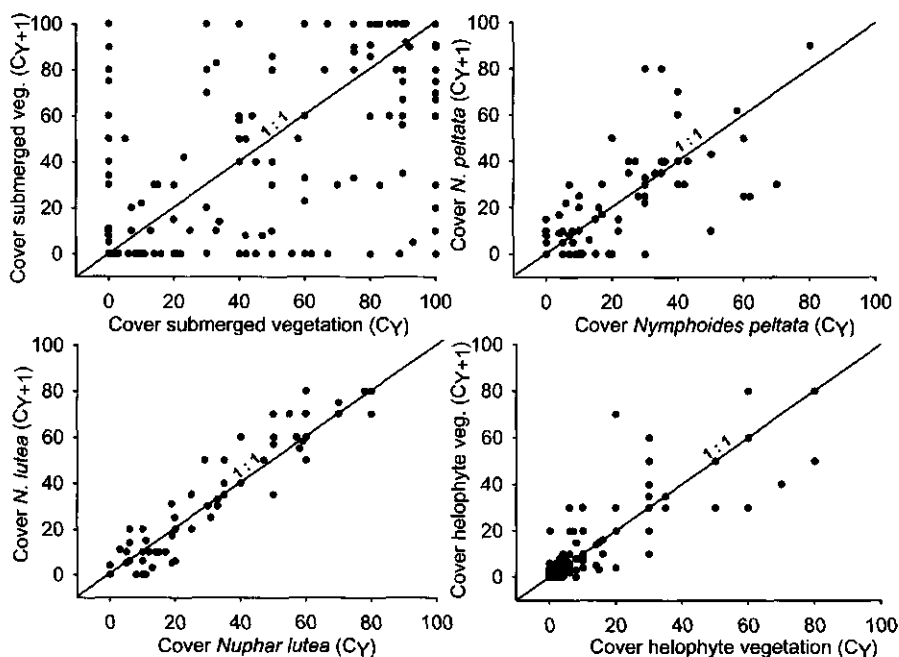 Cover submerged veg. (CY+1)
100
80
60
40
20
0
1:1
0 20 40 60 80 100
Cover submerged vegetation (CY)
Cover N. peltata (CY+1)
100
80
60
40
20
0
1:1
0 20 40 60 80 100
Cover Nymphoides peltata (CY)
Cover N. lutea (CY+1)
100
80
60
40
20
0
1:1
0 20 40 60 80 100
Cover Nuphar lutea (CY)
Cover helophyte veg. (CY+1)
100
80
60
40
20
0
1:1
0 20 40 60 80 100
Cover helophyte vegetation (CY)